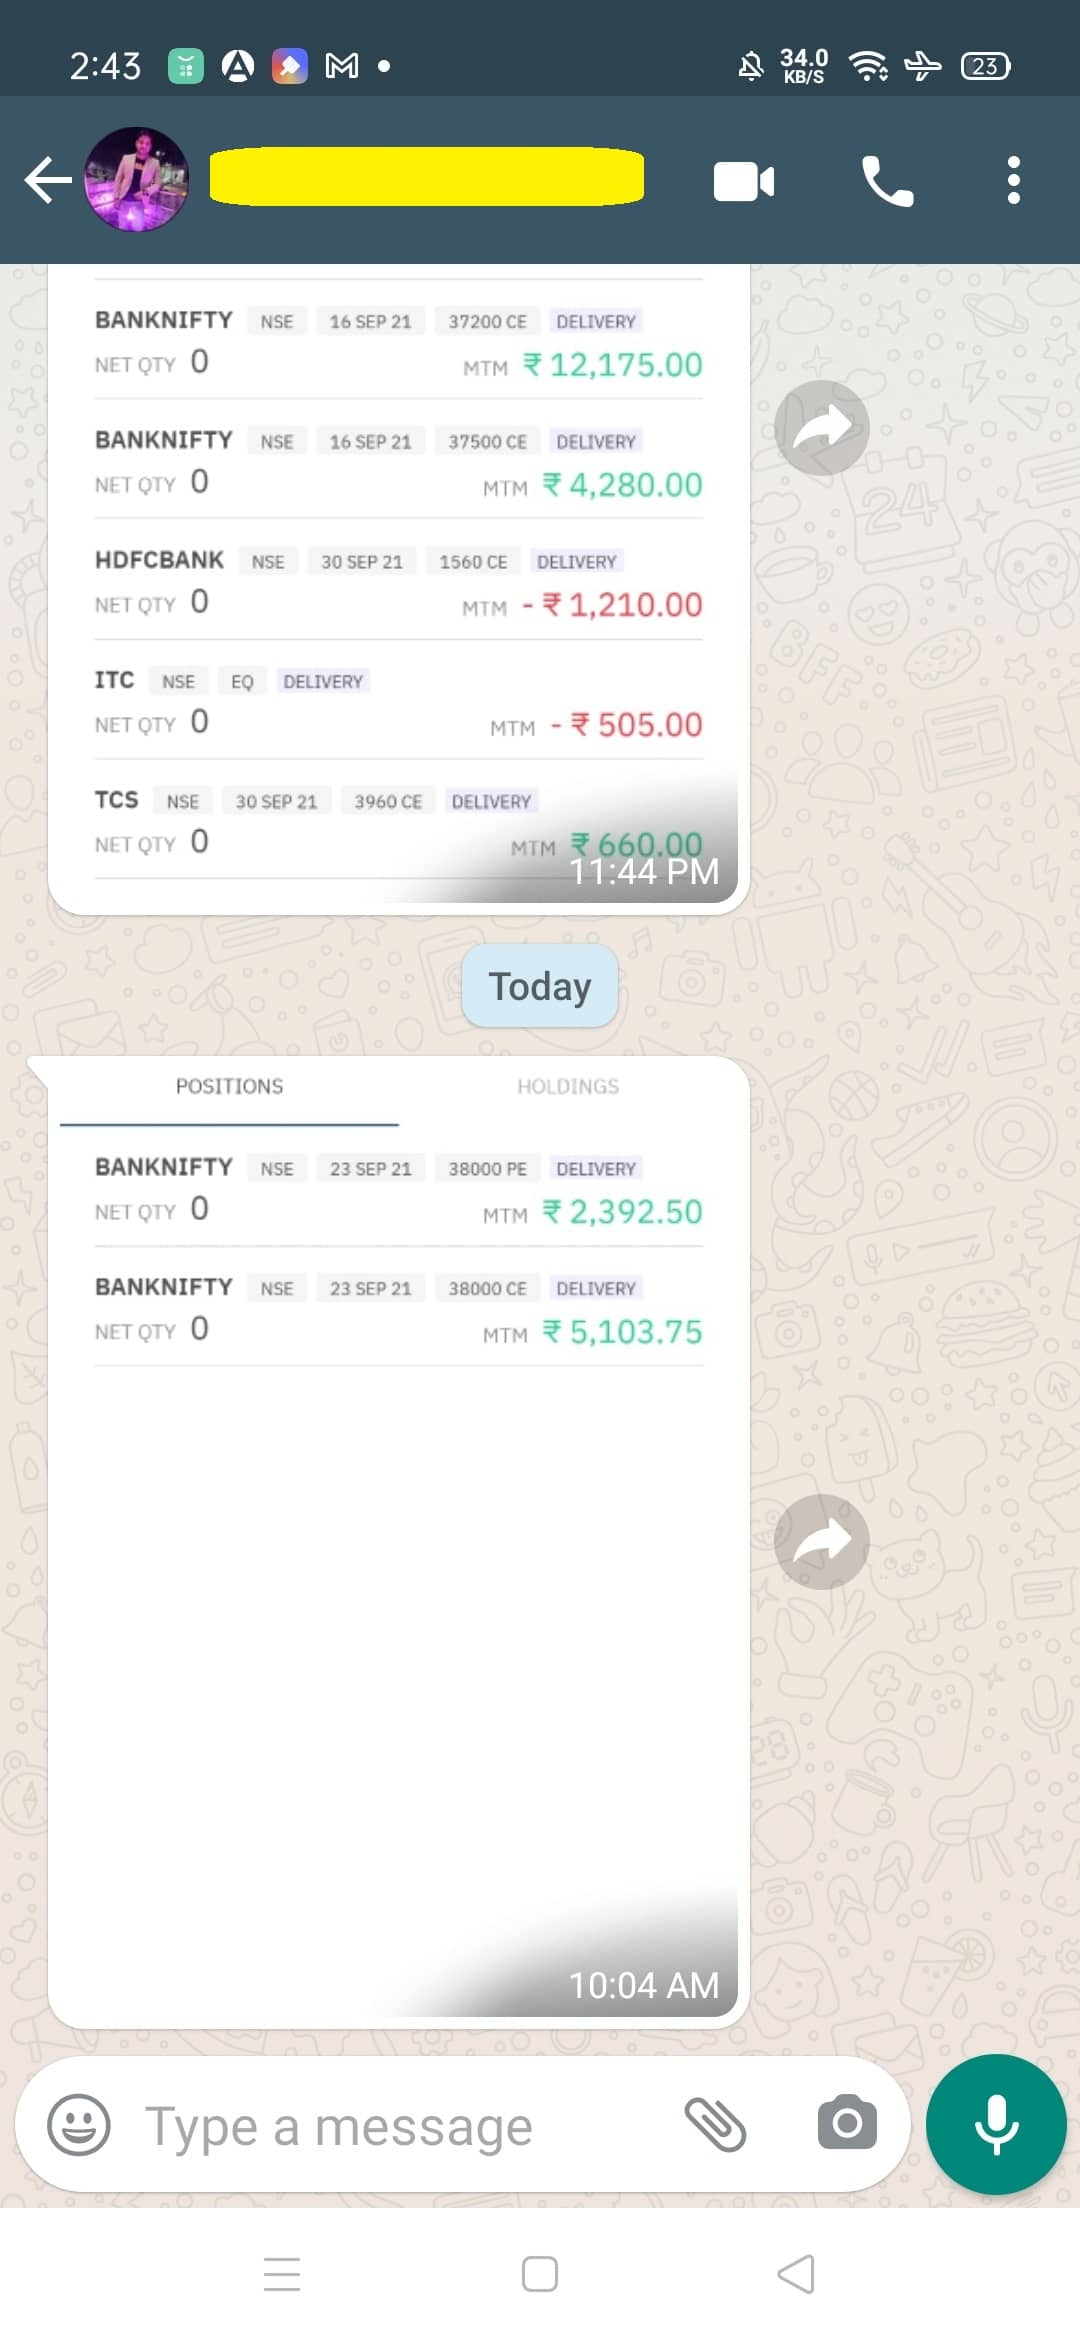 2:43
34.0
KB/S
23
BANKNIFTY NSE 16 SEP 21 37200 CE DELIVERY
NET QTY 0 MTM ₹ 12,175.00
BANKNIFTY NSE 16 SEP 21 37500 CE DELIVERY
NET QTY 0 MTM ₹ 4,280.00
HDFCBANK NSE 30 SEP 21 1560 CE DELIVERY
NET QTY 0 MTM - ₹ 1,210.00
ITC NSE EQ DELIVERY
NET QTY 0 MTM - ₹ 505.00
TCS NSE 30 SEP 21 3960 CE DELIVERY
NET QTY 0 MTM ₹ 660.00
11:44 PM
Today
POSITIONS HOLDINGS
BANKNIFTY NSE 23 SEP 21 38000 PE DELIVERY
NET QTY 0 MTM ₹ 2,392.50
BANKNIFTY NSE 23 SEP 21 38000 CE DELIVERY
NET QTY 0 MTM ₹ 5,103.75
10:04 AM
Type a message